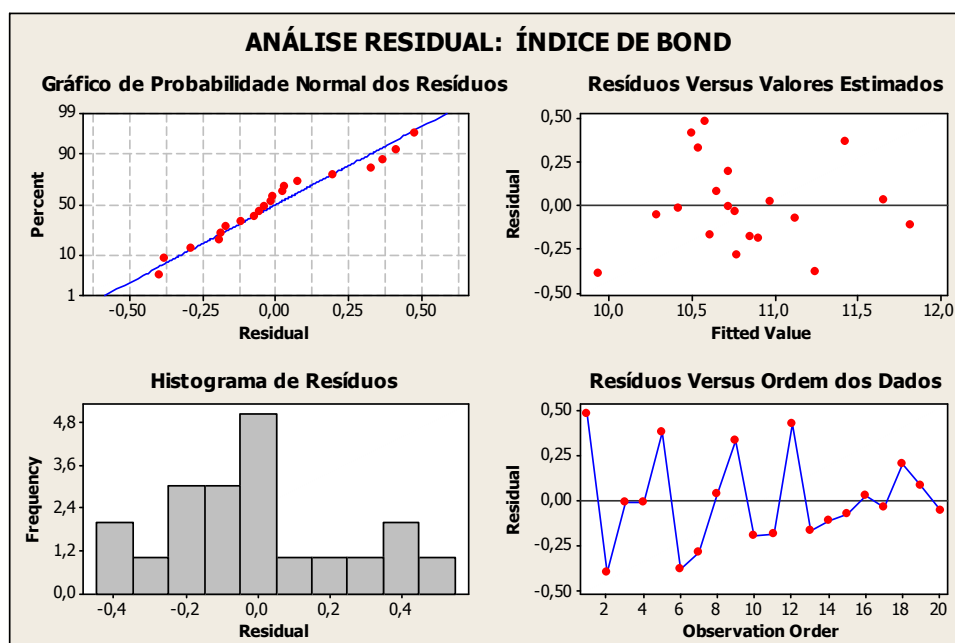 ANÁLISE RESIDUAL: ÍNDICE DE BOND
Gráfico de Probabilidade Normal dos Resíduos
99
90
50
10
1
Percent
-0,50 -0,25 0,00 0,25 0,50
Residual
Resíduos Versus Valores Estimados
0,50
0,25
0,00
-0,25
-0,50
Residual
10,0 10,5 11,0 11,5 12,0
Fitted Value
Histograma de Resíduos
4,8
3,6
2,4
1,2
0,0
Frequency
-0,4 -0,2 0,0 0,2 0,4
Residual
Resíduos Versus Ordem dos Dados
0,50
0,25
0,00
-0,25
-0,50
Residual
2 4 6 8 10 12 14 16 18 20
Observation Order